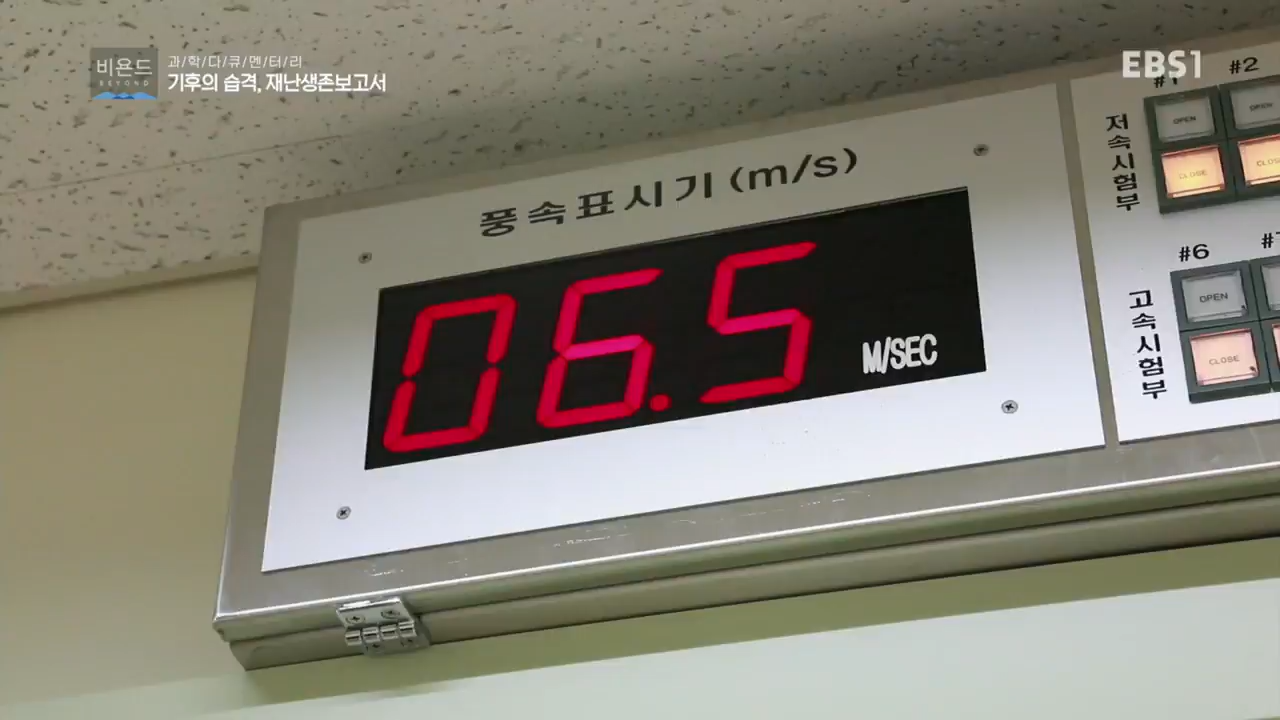 비욘드
BEYOND
과/학/다/큐/멘/터/리
기후의 습격, 재난생존보고서
EBS1
풍속표시기(m/s)
06.5
M/SEC
#1 #2
저속시험부
OPEN OPEN
CLOSE
#6
고속시험부
OPEN
CLOSE